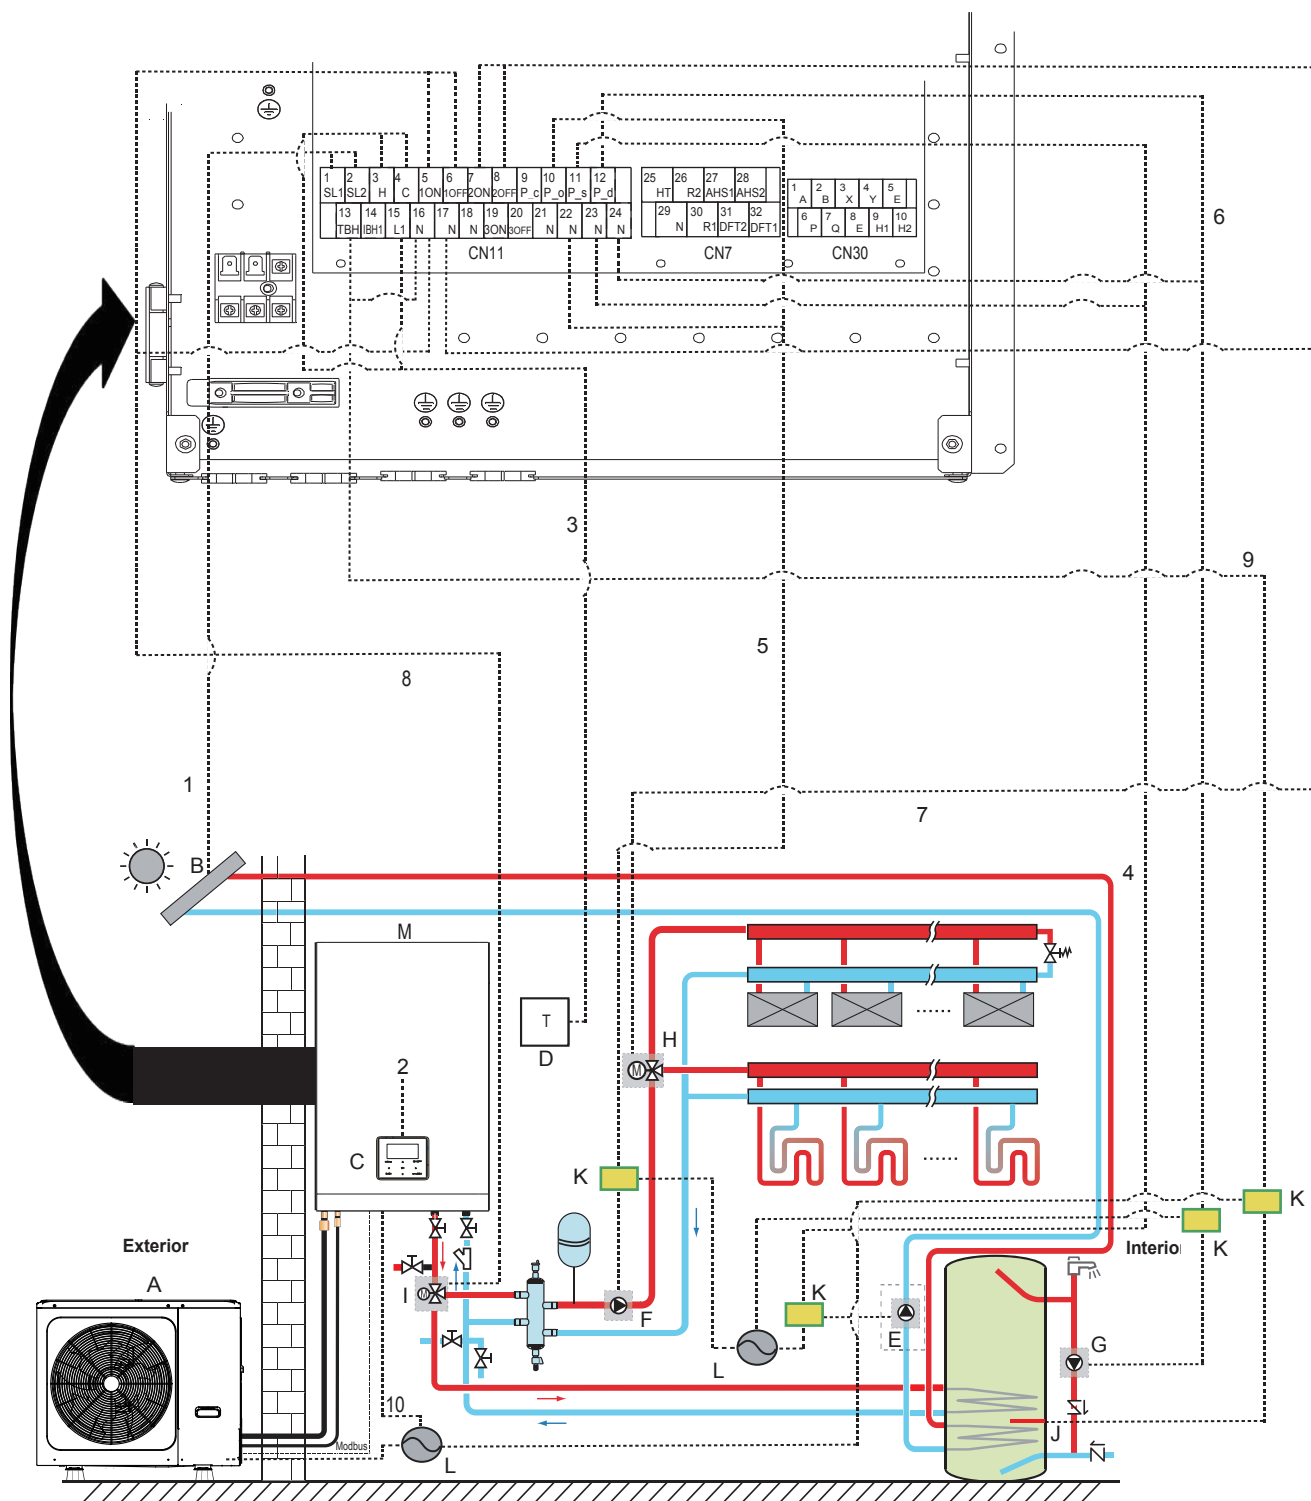 1 2 3 4 5 6 7 8 9 10 11 12
SL1 SL2 H C 1ON 1OFF 2ON 2OFF P_c P_o P_s P_d
13 14 15 16 17 18 19 20 21 22 23 24
TBH IBH1 L1 N N N 3ON 3OFF N N N N
CN11
25 26 27 28
HT R2 AHS1 AHS2
29 30 31 32
N R1 DFT2 DFT1
CN7
1 2 3 4 5
A B X Y E
6 7 8 9 10
P Q E H1 H2
CN30
6
3
9
5
8
1
7
B
4
M
T
D
H
M
2
C
K
K
K
Exterior
Interio
A
I
M
K
F
E
G
L
10
J
Modbus
L